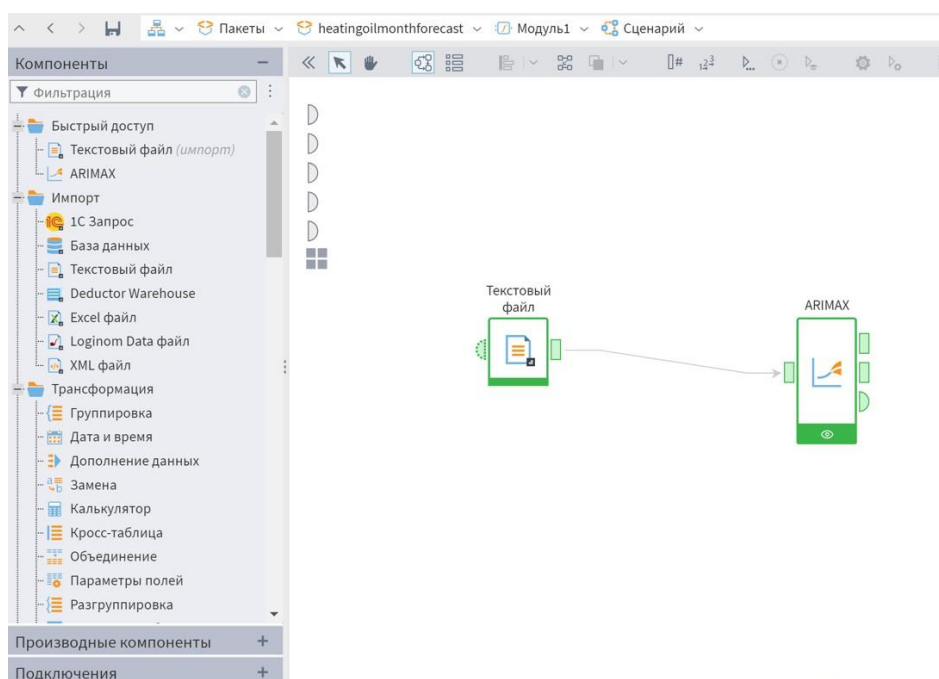 Пакеты heatingoilmonthforecast Модуль1 Сценарий
Компоненты
Фильтрация
Быстрый доступ
Текстовый файл (импорт)
ARIMAX
Импорт
1С Запрос
База данных
Текстовый файл
Deductor Warehouse
Excel файл
Loginom Data файл
XML файл
Трансформация
Группировка
Дата и время
Дополнение данных
Замена
Калькулятор
Кросс-таблица
Объединение
Параметры полей
Разгруппировка
Производные компоненты
Подключения
Текстовый
файл
ARIMAX